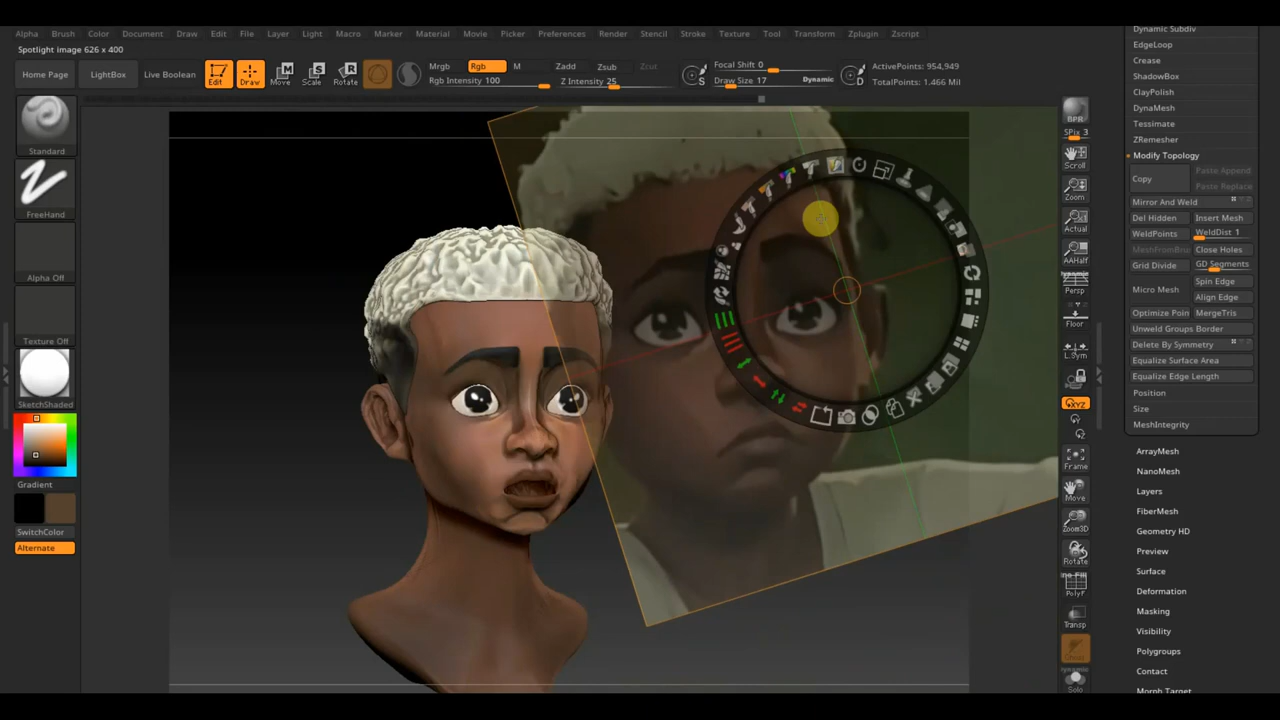 Alpha Brush Color Document Draw Edit File Layer Light Macro Marker Material Movie Picker Preferences Render Stencil Stroke Texture Tool Transform Zplugin Zscript
Spotlight image 626 x 400
Home Page
LightBox
Live Boolean
Edit
Draw
Move
Scale
Rotate
Mrgb
Rgb
M
Rgb Intensity 100
Zadd
Zsub
Zcut
Z Intensity 25
S
Focal Shift 0
Draw Size 17
Dynamic
D
ActivePoints: 954,949
TotalPoints: 1.466 Mil
Standard
FreeHand
Alpha Off
Texture Off
SketchShaded
Gradient
SwitchColor
Alternate
BPR
SPix 3
Scroll
Zoom
Actual
AAHalf
Dynamic
Persp
Floor
L.Sym
XYZ
Y
Z
Frame
Move
Zoom3D
Rotate
PolyF
Transp
Dynamic
Solo
Dynamic Subdiv
EdgeLoop
Crease
ShadowBox
ClayPolish
DynaMesh
Tessimate
ZRemesher
Modify Topology
Copy
Paste Append
Paste Replace
Mirror And Weld
Del Hidden
Insert Mesh
WeldPoints
WeldDist 1
MeshFromBru
Close Holes
Grid Divide
GD Segments
Micro Mesh
Spin Edge
Align Edge
Optimize Poin
MergeTris
Unweld Groups Border
Delete By Symmetry
Equalize Surface Area
Equalize Edge Length
Position
Size
MeshIntegrity
ArrayMesh
NanoMesh
Layers
FiberMesh
Geometry HD
Preview
Surface
Deformation
Masking
Visibility
Polygroups
Contact
Morph Target